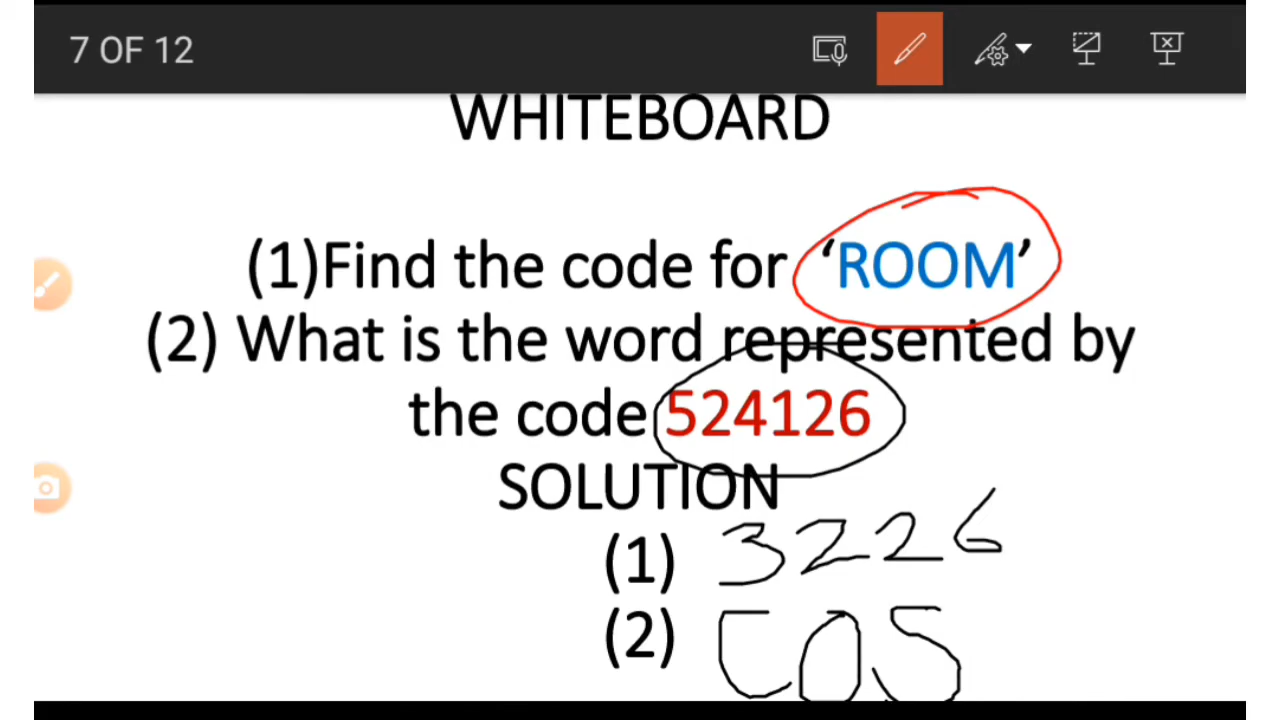 7 OF 12
WHITEBOARD
(1)Find the code for ‘ROOM’
(2) What is the word represented by
the code 524126
SOLUTION
(1) 3226
(2) COS